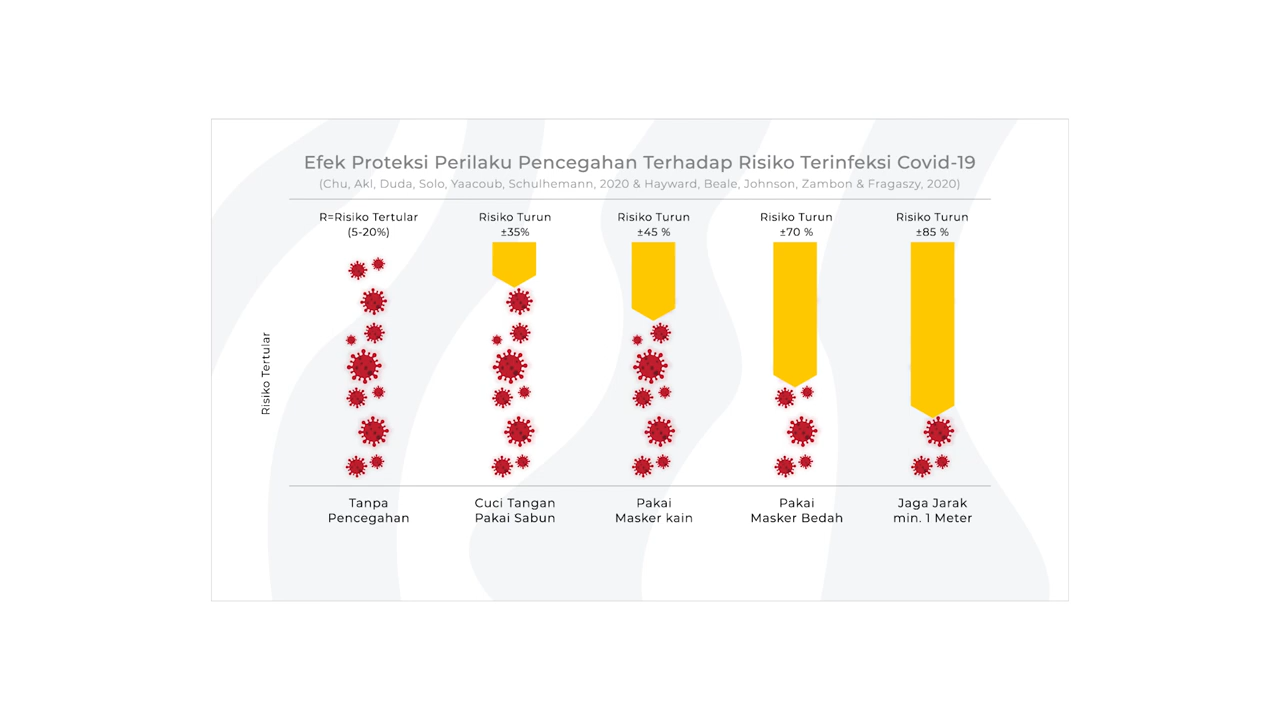 Efek Proteksi Perilaku Pencegahan Terhadap Risiko Terinfeksi Covid-19
(Chu, Akl, Duda, Solo, Yaacoub, Schulhemann, 2020 & Hayward, Beale, Johnson, Zambon & Fragaszy, 2020)
R=Risiko Tertular
(5-20%)
Risiko Turun
±35%
Risiko Turun
±45 %
Risiko Turun
±70 %
Risiko Turun
±85 %
Risiko Tertular
Tanpa
Pencegahan
Cuci Tangan
Pakai Sabun
Pakai
Masker kain
Pakai
Masker Bedah
Jaga Jarak
min. 1 Meter